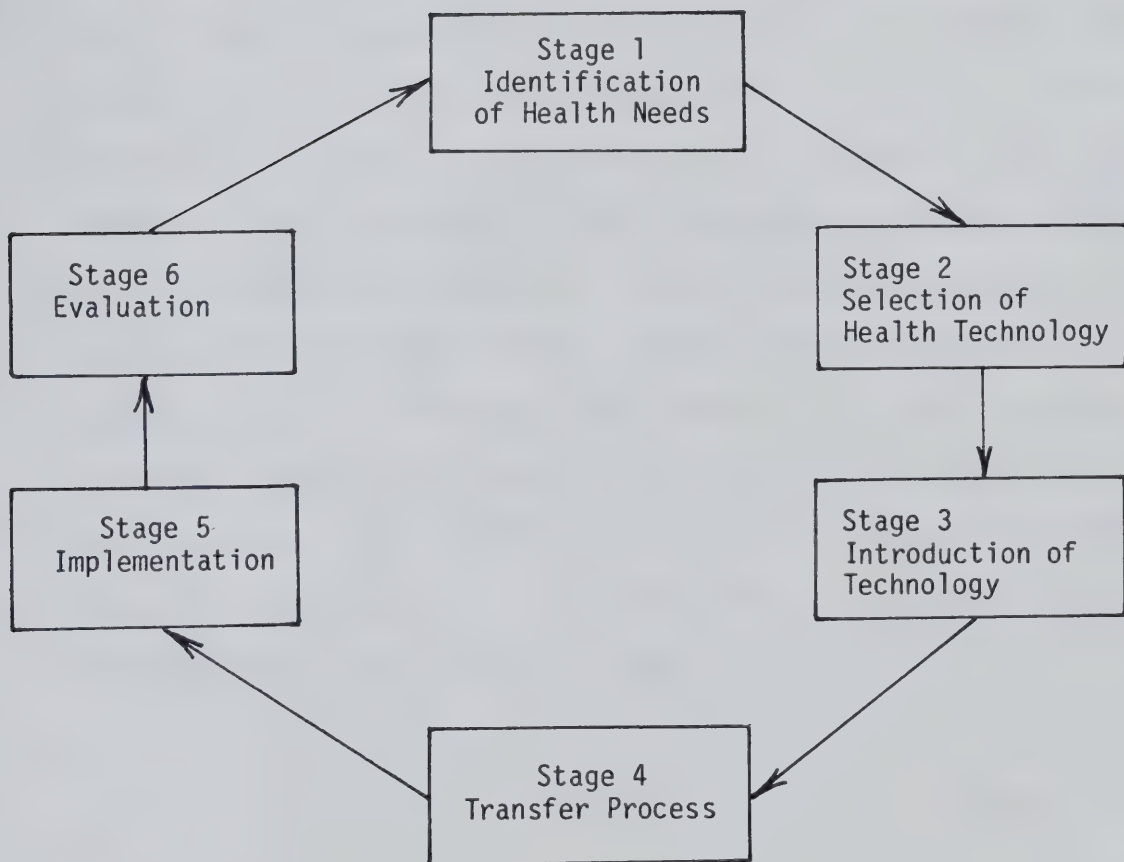 Stage 1
Identification
of Health Needs
Stage 2
Selection of
Health Technology
Stage 3
Introduction of
Technology
Stage 4
Transfer Process
Stage 5
Implementation
Stage 6
Evaluation